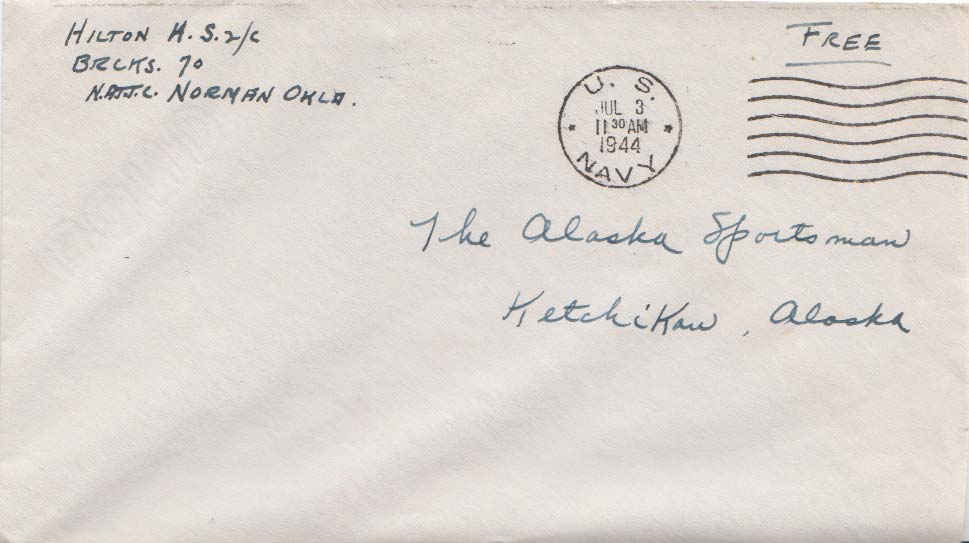 HILTON H. S.2/C
BRCKS. 70
N.A.T.T.C. NORMAN OKLA.
FREE
U. S.
JUL 3
11 30 AM
1944
NAVY
The Alaska Sportsman
Ketchikan, Alaska